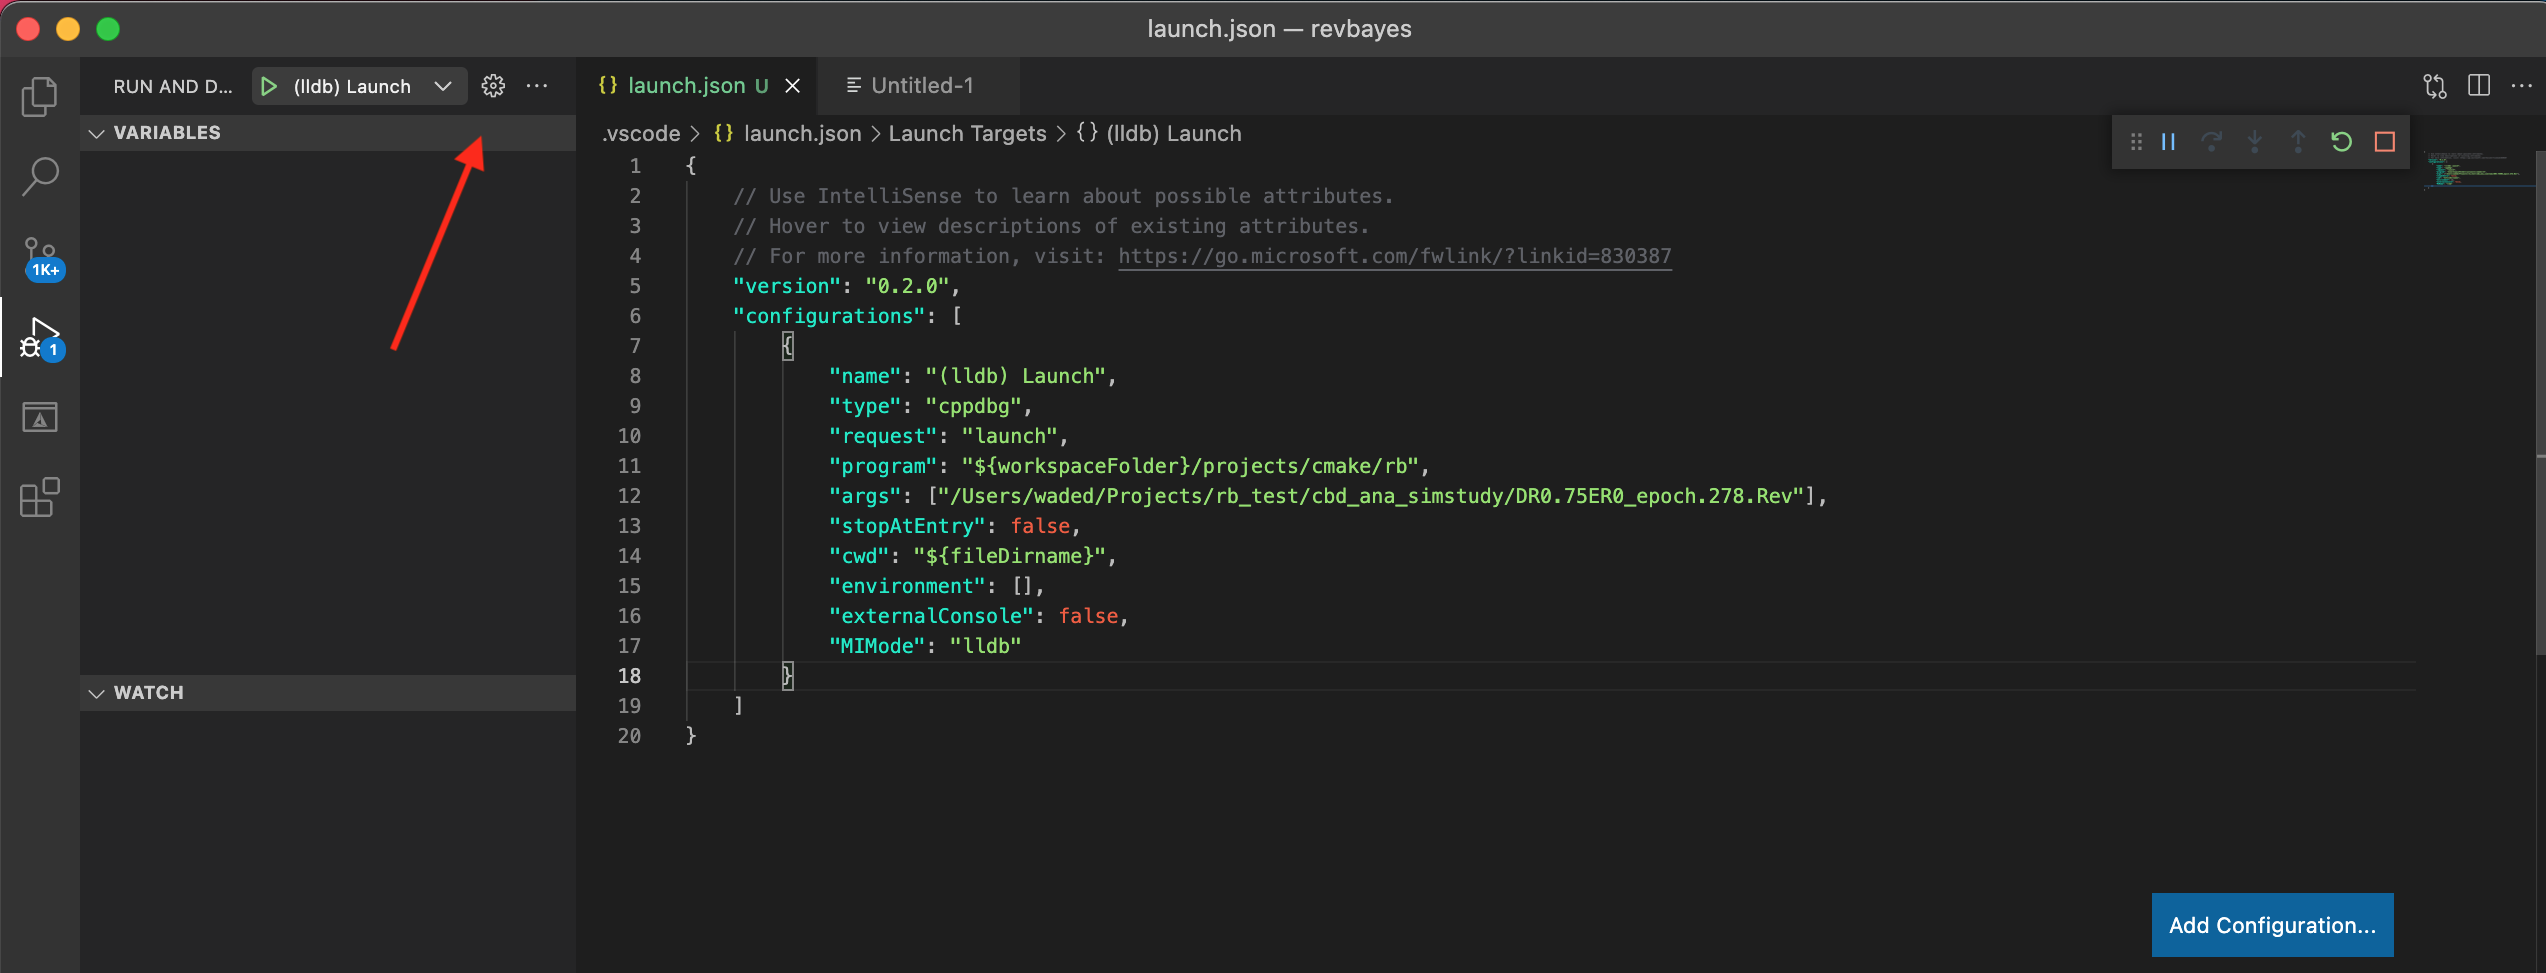 launch.json — revbayes
RUN AND D...
(lldb) Launch
{} launch.json U
Untitled-1
VARIABLES
.vscode > {} launch.json > Launch Targets > {} (lldb) Launch
1 {
2 // Use IntelliSense to learn about possible attributes.
3 // Hover to view descriptions of existing attributes.
4 // For more information, visit: https://go.microsoft.com/fwlink/?linkid=830387
5 "version": "0.2.0",
6 "configurations": [
7 {
8 "name": "(lldb) Launch",
9 "type": "cppdbg",
10 "request": "launch",
11 "program": "${workspaceFolder}/projects/cmake/rb",
12 "args": ["/Users/waded/Projects/rb_test/cbd_ana_simstudy/DR0.75ER0_epoch.278.Rev"],
13 "stopAtEntry": false,
14 "cwd": "${fileDirname}",
15 "environment": [],
16 "externalConsole": false,
17 "MIMode": "lldb"
18 }
19 ]
20 }
1K+
1
WATCH
Add Configuration...